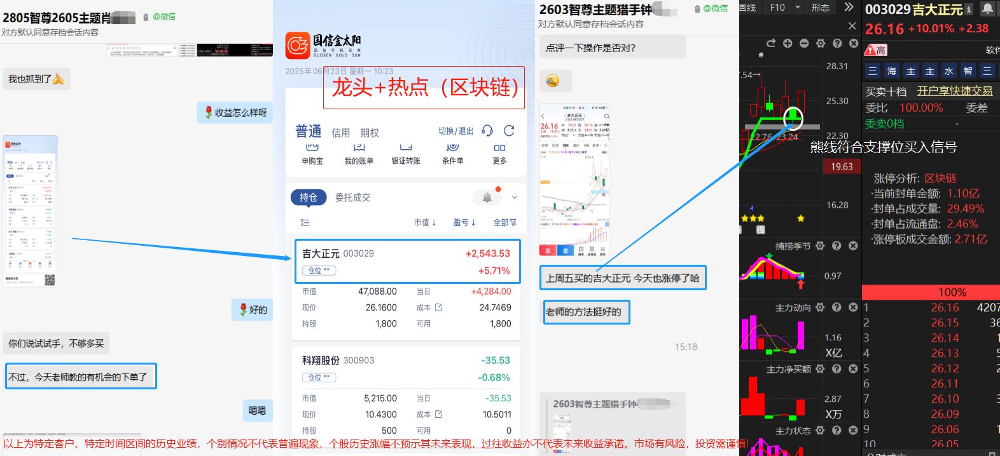 2805智尊2605主题肖
@微信
对方默认同意存档会话内容
我也抓到了
收益怎么样呀
好的
你们说试试手，不够多买
不过，今天老师教的有机会的下单了
嗯嗯
国信金太阳
国信手机证券
GUOSEN GOLD SUN
2025年06月23日 星期一 10:23
龙头+热点（区块链）
普通 信用 期权 切换/退出
申购宝 我的账单 银证转账 条件单 更多
持仓 委托成交
市值↓ 盈亏↓ 全部
吉大正元 003029 +2,543.53
仓位 ** +5.71%
市值 47,088.00 当日 +4,284.00
现价 26.1600 成本 24.7469
持股 1,800 可用 1,800
科翔股份 300903 -35.53
仓位 ** -0.68%
市值 5,215.00 当日 -35.53
现价 10.4300 成本 10.5011
持股 500 可用 0
2603智尊主题猎手钟
@微信
对方默认同意存档会话内容
点评一下操作是否对？
吉大正元
26.16
买 卖
上周五买的吉大正元 今天也涨停了哈
老师的方法挺好的
15:18
2603智尊主题猎手钟
画线 F10 形态
28.31
25.30
22.76 23.24
22.30
19.63
16.28
熊线符合支撑位买入信号
捕捞季节
0.97
主力动向
1.16
X亿
主力净买额
2.87
X万
主力状态
003029吉大正元
26.16 +10.01% +2.38
高
软件
三 海 主 主 水 智 三
买卖十档 开户享快捷交易
委比 100.00% 委差
委卖0档 -
涨停分析: 区块链
·当前封单金额: 1.10亿
·封单占成交量: 29.49%
·封单占流通盘: 2.46%
·涨停板成交金额: 2.71亿
100%
1 26.16 4207
2 26.15
3 26.14
4 26.13
5 26.12
6 26.11
7 26.10
8 26.09
9 26.06
10 26.05
以上为特定客户、特定时间区间的历史业绩，个别情况不代表普遍现象，个股历史涨幅不预示其未来表现，过往收益亦不代表未来收益承诺。市场有风险，投资需谨慎!